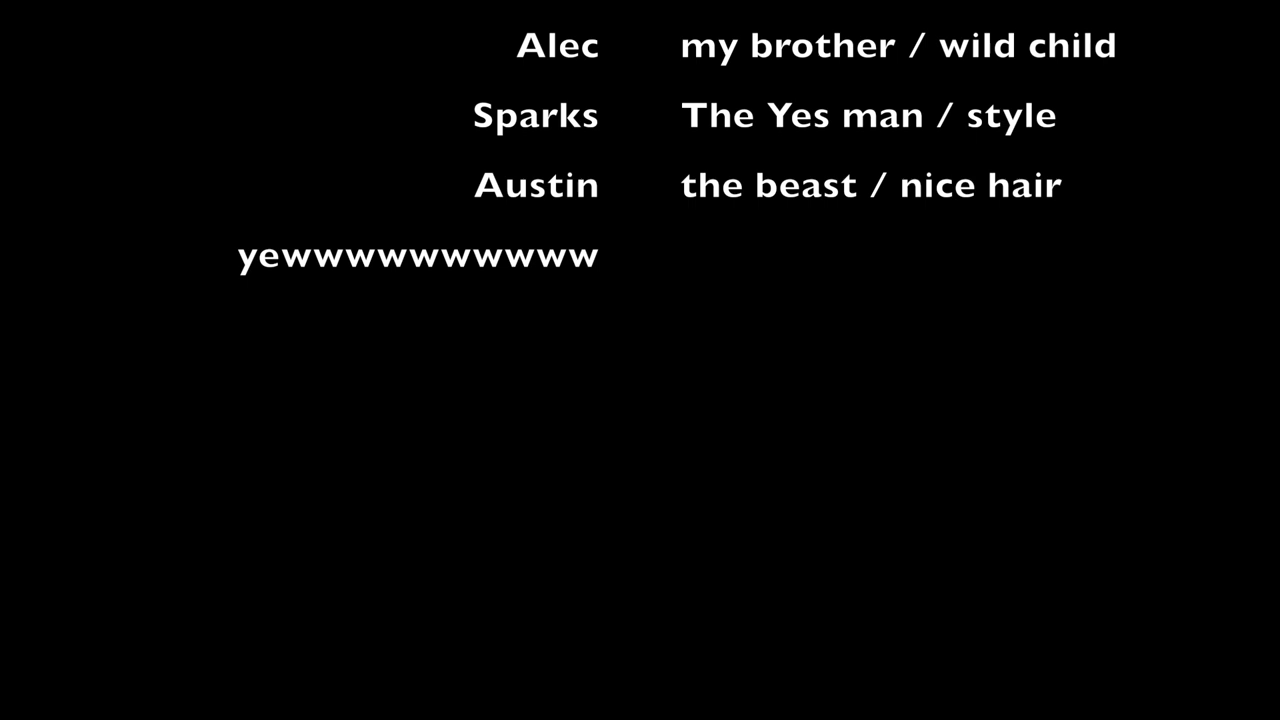 Alec my brother / wild child
Sparks The Yes man / style
Austin the beast / nice hair
yewwwwwwwwww